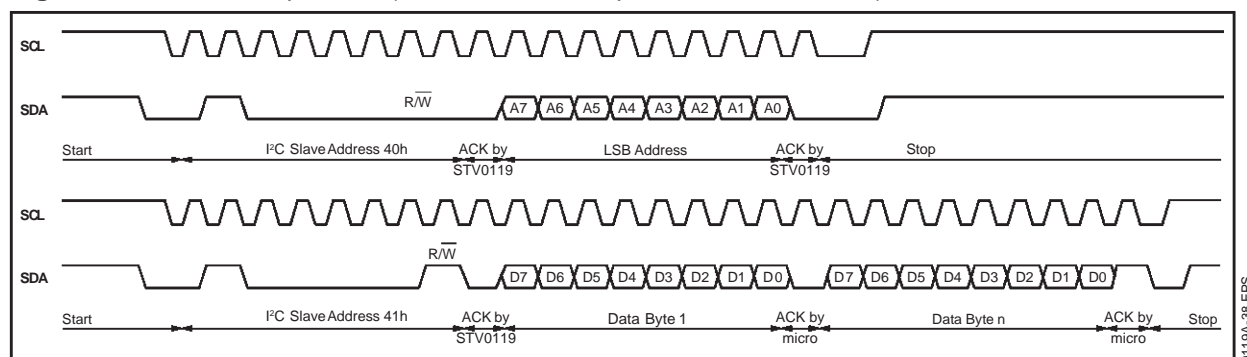 SCL
SDA
R/W
A7 A6 A5 A4 A3 A2 A1 A0
Start
I²C Slave Address 40h
ACK by
STV0119
LSB Address
ACK by
STV0119
Stop
SCL
R/W
SDA
D7 D6 D5 D4 D3 D2 D1 D0
D7 D6 D5 D4 D3 D2 D1 D0
Start
I²C Slave Address 41h
ACK by
STV0119
Data Byte 1
ACK by
micro
Data Byte n
ACK by
micro
Stop